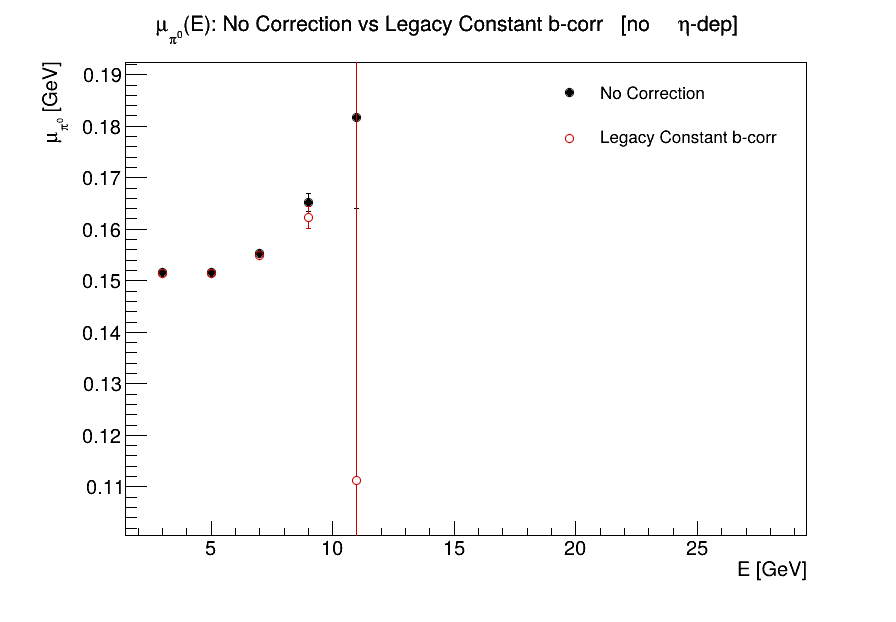 μ_π⁰(E): No Correction vs Legacy Constant b-corr [no η-dep]
μ_π⁰ [GeV]
0.19
0.18
0.17
0.16
0.15
0.14
0.13
0.12
0.11
No Correction
Legacy Constant b-corr
5 10 15 20 25
E [GeV]